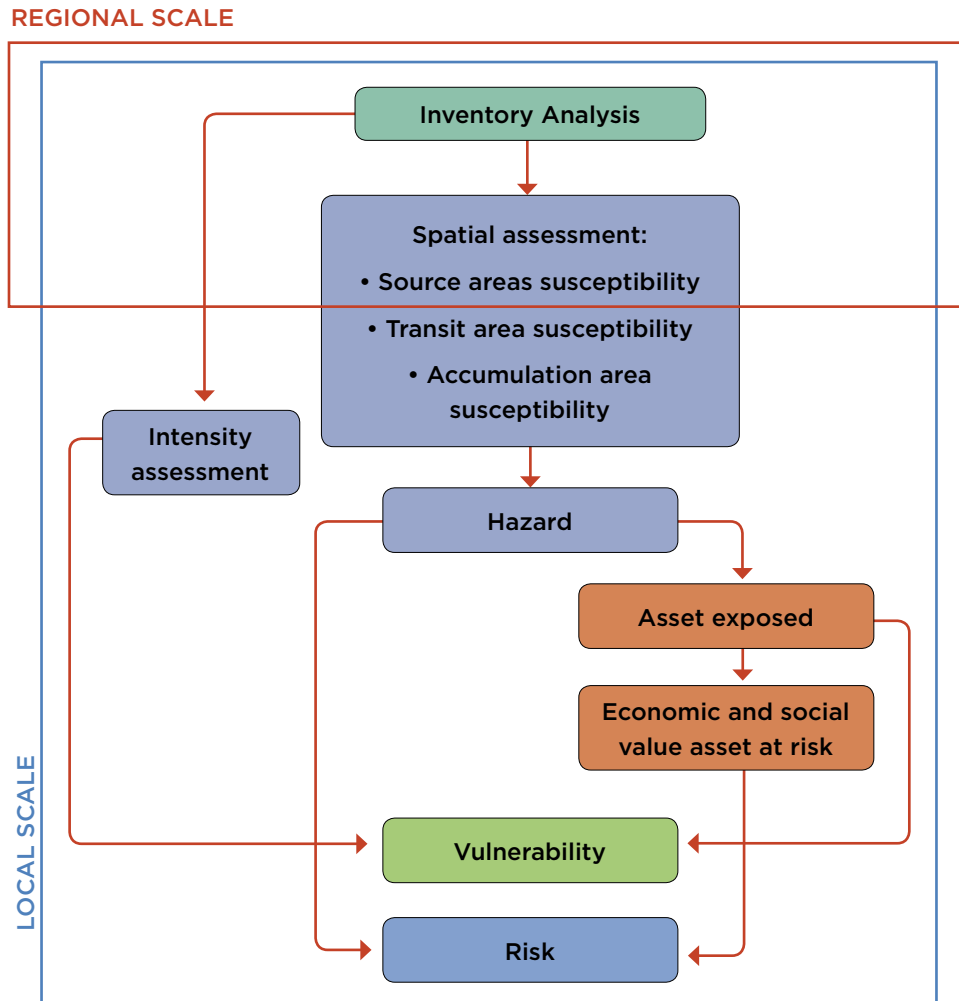 REGIONAL SCALE
Inventory Analysis
Spatial assessment:
• Source areas susceptibility
• Transit area susceptibility
• Accumulation area
susceptibility
Intensity
assessment
Hazard
Asset exposed
Economic and social
value asset at risk
LOCAL SCALE
Vulnerability
Risk